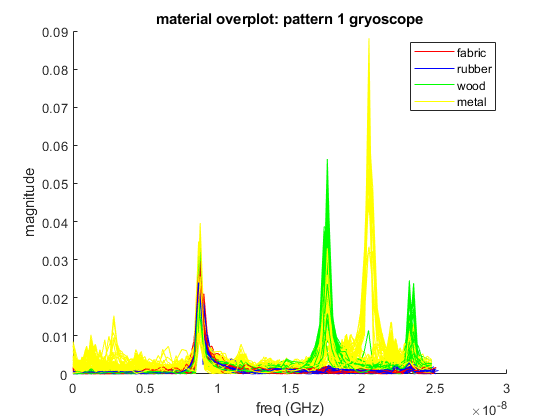 material overplot: pattern 1 gryoscope
0.09
0.08
0.07
0.06
0.05
0.04
0.03
0.02
0.01
0
magnitude
fabric
rubber
wood
metal
0 0.5 1 1.5 2 2.5 3
freq (GHz)
× 10⁻⁸